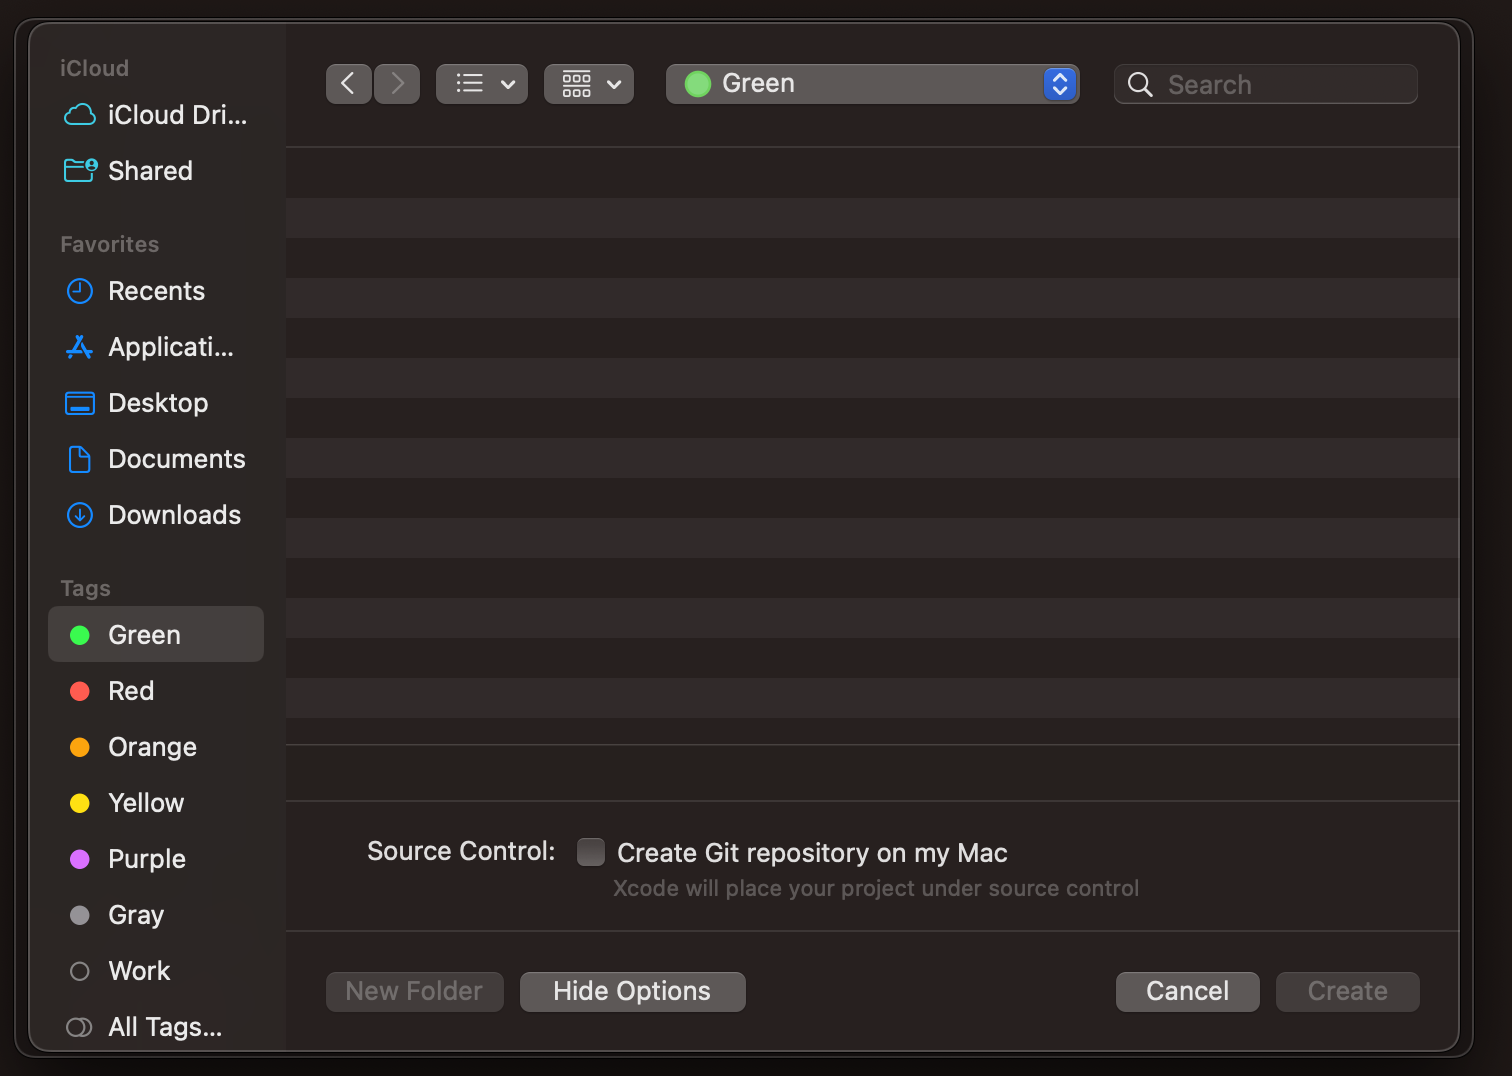 iCloud
iCloud Dri...
Shared
Favorites
Recents
Applicati...
Desktop
Documents
Downloads
Tags
Green
Red
Orange
Yellow
Purple
Gray
Work
All Tags...
Green
Search
Source Control:
Create Git repository on my Mac
Xcode will place your project under source control
New Folder
Hide Options
Cancel
Create